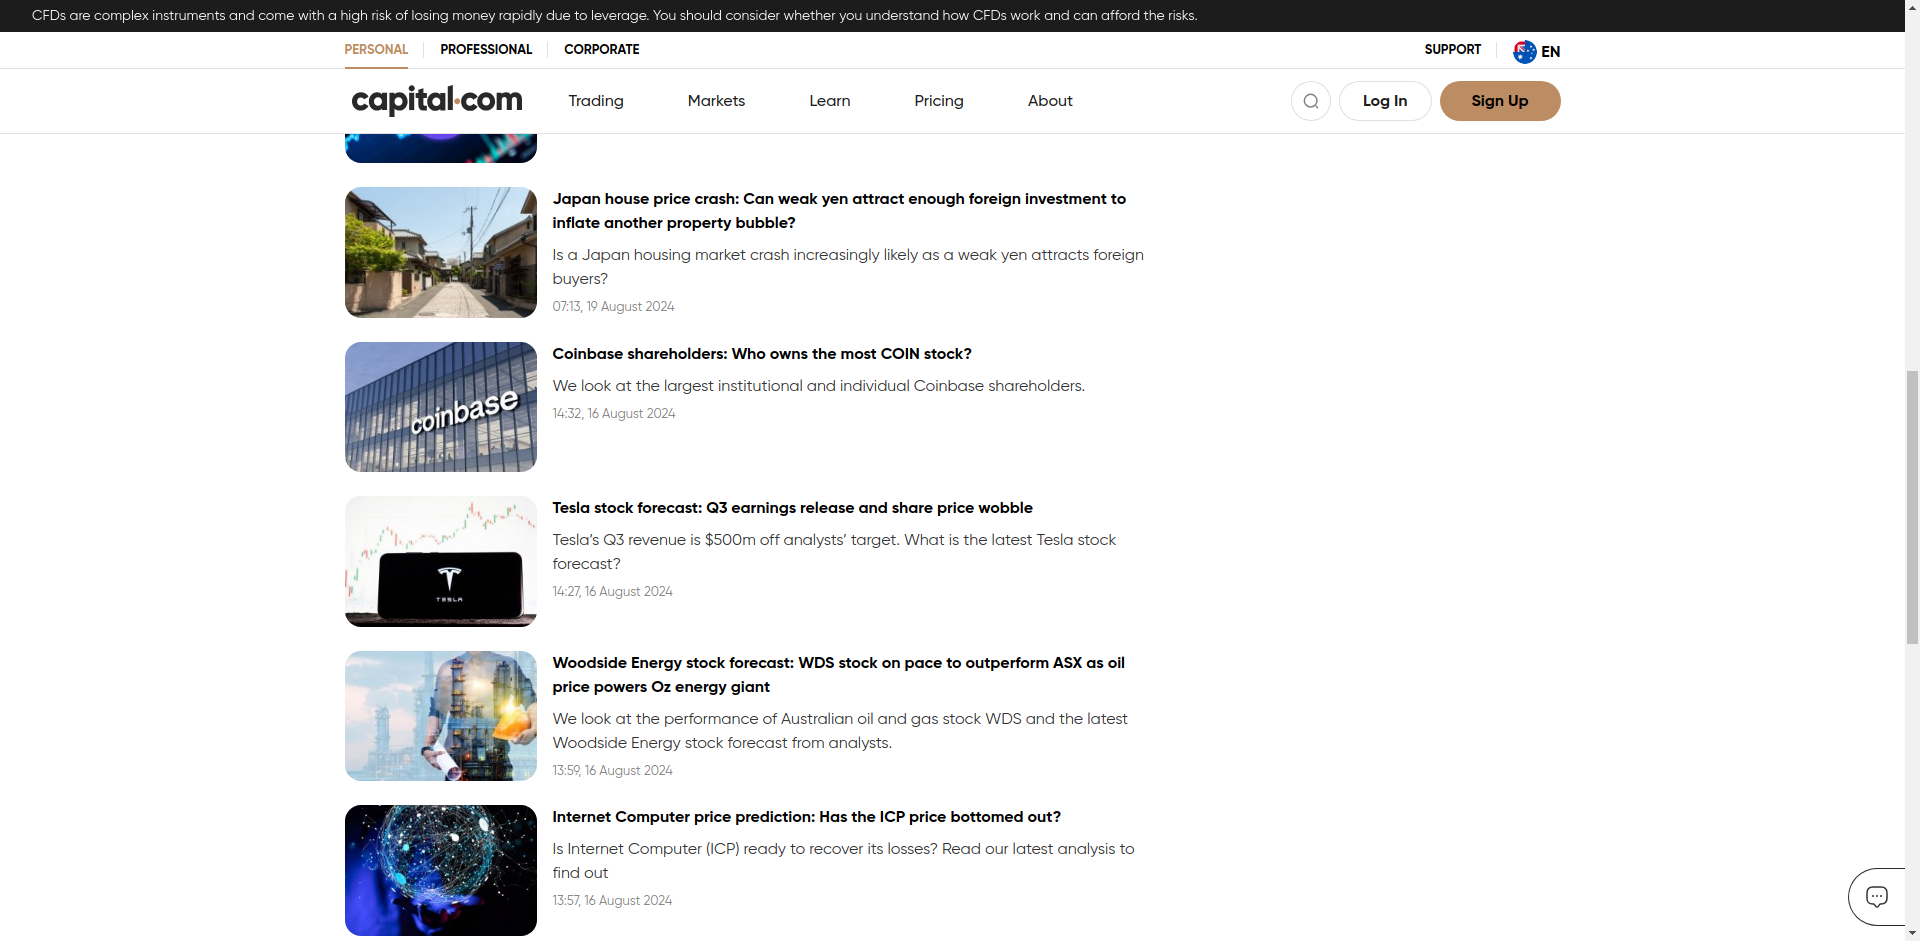 CFDs are complex instruments and come with a high risk of losing money rapidly due to leverage. You should consider whether you understand how CFDs work and can afford the risks.
PERSONAL
PROFESSIONAL
CORPORATE
SUPPORT
EN
capital.com
Trading
Markets
Learn
Pricing
About
Log In
Sign Up
Japan house price crash: Can weak yen attract enough foreign investment to
inflate another property bubble?
Is a Japan housing market crash increasingly likely as a weak yen attracts foreign
buyers?
07:13, 19 August 2024
coinbase
Coinbase shareholders: Who owns the most COIN stock?
We look at the largest institutional and individual Coinbase shareholders.
14:32, 16 August 2024
TESLA
Tesla stock forecast: Q3 earnings release and share price wobble
Tesla’s Q3 revenue is $500m off analysts’ target. What is the latest Tesla stock
forecast?
14:27, 16 August 2024
Woodside Energy stock forecast: WDS stock on pace to outperform ASX as oil
price powers Oz energy giant
We look at the performance of Australian oil and gas stock WDS and the latest
Woodside Energy stock forecast from analysts.
13:59, 16 August 2024
Internet Computer price prediction: Has the ICP price bottomed out?
Is Internet Computer (ICP) ready to recover its losses? Read our latest analysis to
find out
13:57, 16 August 2024